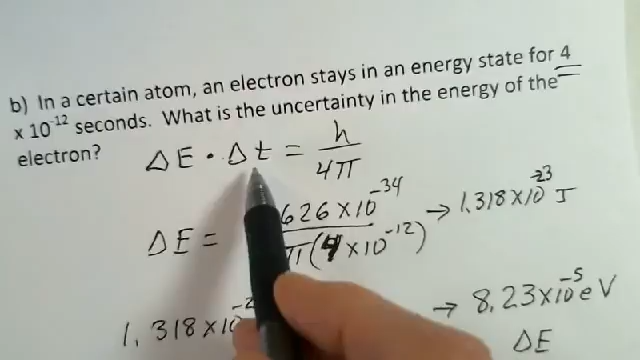 b) In a certain atom, an electron stays in an energy state for 4
x 10⁻¹² seconds. What is the uncertainty in the energy of the
electron?
ΔE · Δt = h / 4π
ΔE = 626 x 10⁻³⁴ / π(4 x 10⁻¹²) → 1.318 x 10⁻²³ J
→ 8.23 x 10⁻⁵ eV
1.318 x 10
ΔE